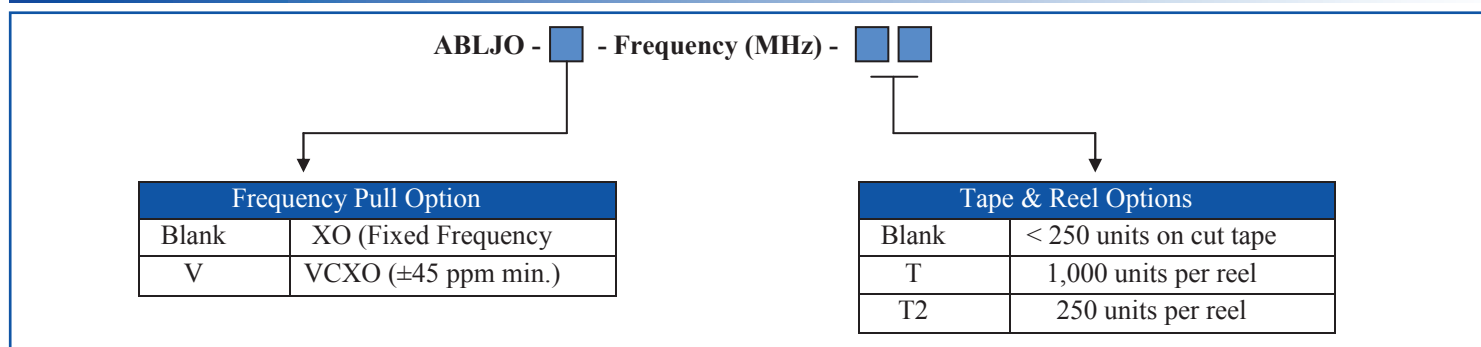 ABLJO - - Frequency (MHz) -
Frequency Pull Option
Blank XO (Fixed Frequency
V VCXO (±45 ppm min.)
Tape & Reel Options
Blank < 250 units on cut tape
T 1,000 units per reel
T2 250 units per reel